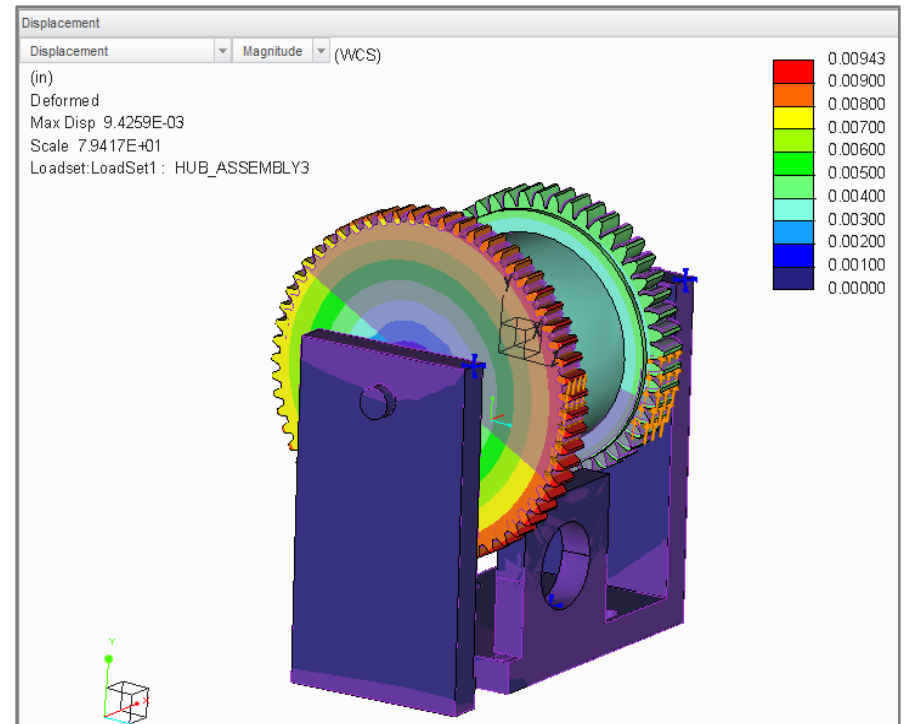 Displacement
Displacement Magnitude (WCS)
(in)
Deformed
Max Disp 9.4259E-03
Scale 7.9417E+01
Loadset:LoadSet1 : HUB_ASSEMBLY3
0.00943
0.00900
0.00800
0.00700
0.00600
0.00500
0.00400
0.00300
0.00200
0.00100
0.00000
Y
X
Y
X